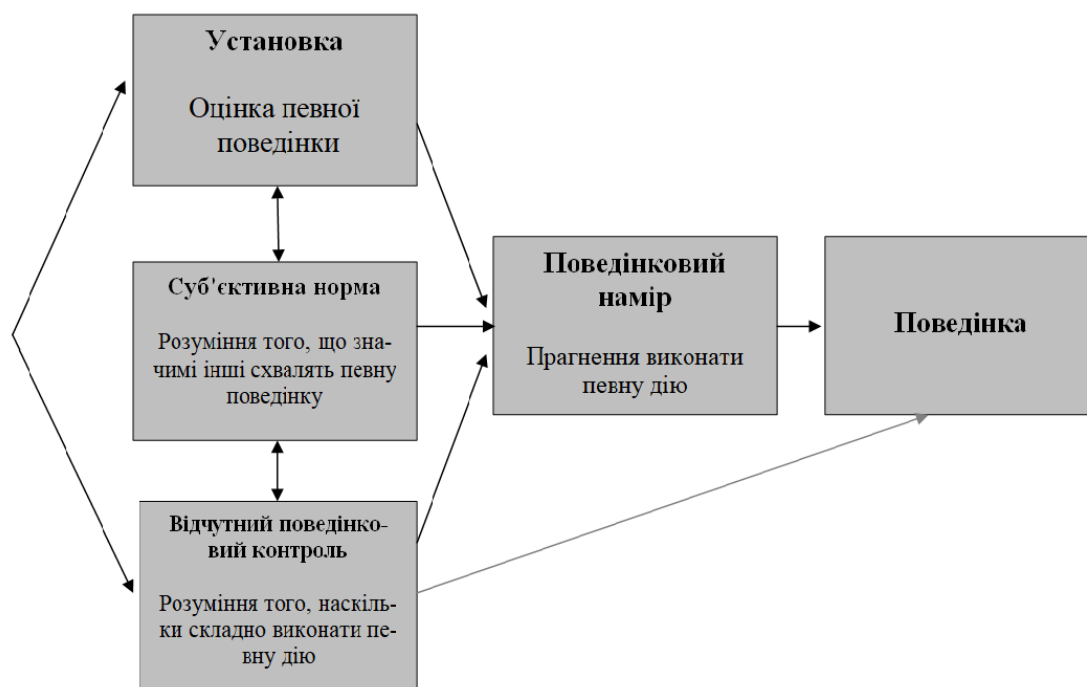 Установка
Оцінка певної
поведінки
Суб'єктивна норма
Розуміння того, що зна-
чимі інші схвалять певну
поведінку
Відчутний поведінко-
вий контроль
Розуміння того, наскіль-
ки складно виконати пе-
вну дію
Поведінковий
намір
Прагнення виконати
певну дію
Поведінка